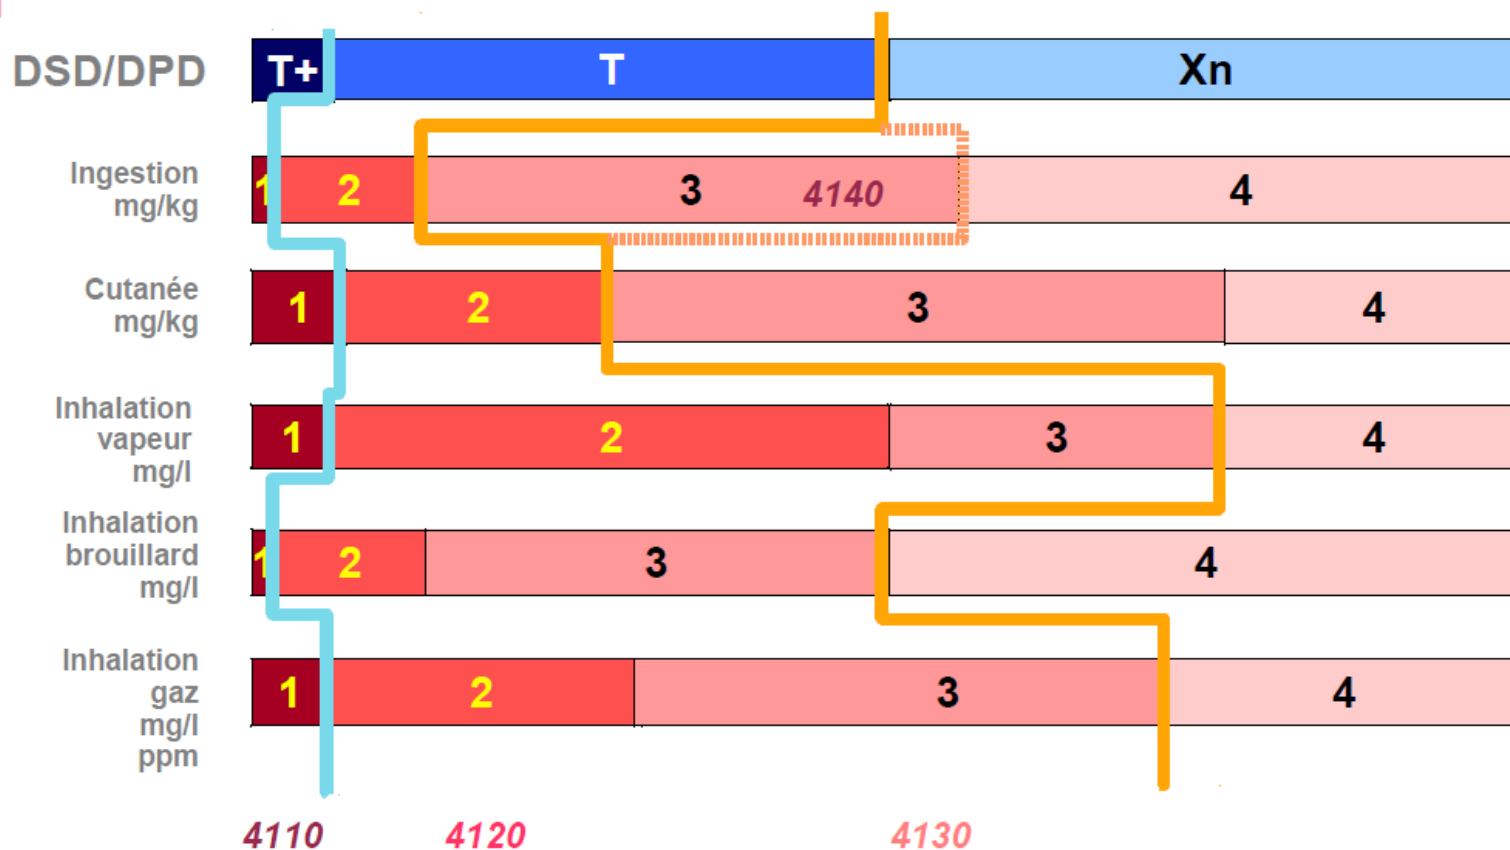 DSD/DPD T+ T Xn
Ingestion
mg/kg
1 2 3 4140 4
Cutanée
mg/kg
1 2 3 4
Inhalation
vapeur
mg/l
1 2 3 4
Inhalation
brouillard
mg/l
1 2 3 4
Inhalation
gaz
mg/l
ppm
1 2 3 4
4110 4120 4130